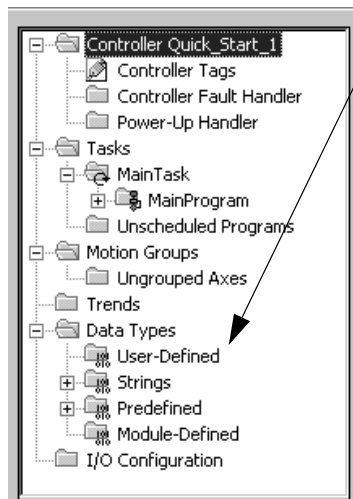 Controller Quick_Start_1
Controller Tags
Controller Fault Handler
Power-Up Handler
Tasks
MainTask
MainProgram
Unscheduled Programs
Motion Groups
Ungrouped Axes
Trends
Data Types
User-Defined
Strings
Predefined
Module-Defined
I/O Configuration